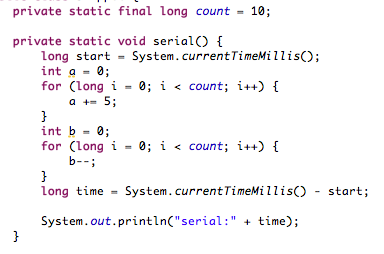 private static final long count = 10;
private static void serial() {
long start = System.currentTimeMillis();
int a = 0;
for (long i = 0; i < count; i++) {
a += 5;
}
int b = 0;
for (long i = 0; i < count; i++) {
b--;
}
long time = System.currentTimeMillis() - start;
System.out.println("serial:" + time);
}